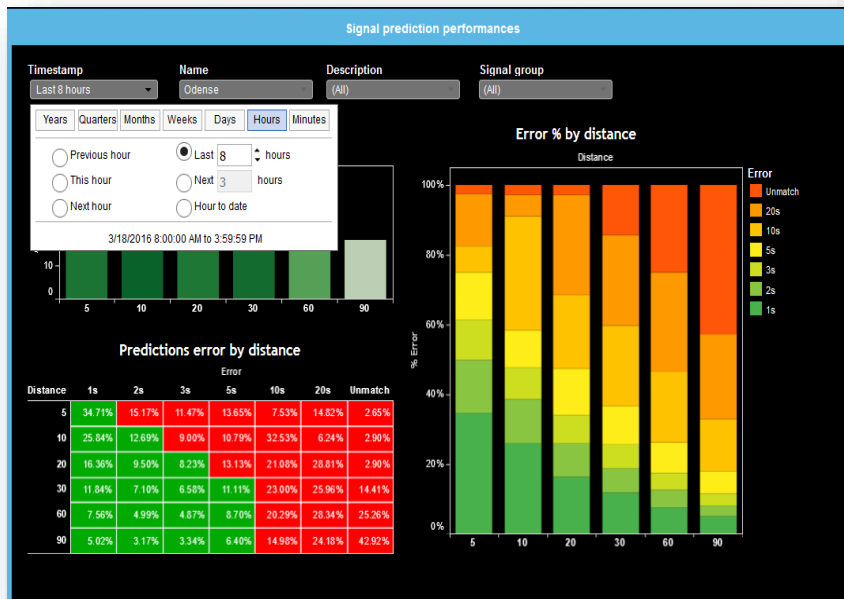 Signal prediction performances
Timestamp Name Description Signal group
Last 8 hours Odense (All) (All)
Years Quarters Months Weeks Days Hours Minutes
Previous hour Last 8 hours
This hour Next 3 hours
Next hour Hour to date
3/18/2016 8:00:00 AM to 3:59:59 PM
10
0
5 10 20 30 60 90
Error % by distance
Distance
% Error
100%
80%
60%
40%
20%
0%
5 10 20 30 60 90
Error
Unmatch
20s
10s
5s
3s
2s
1s
Predictions error by distance
Error
Distance 1s 2s 3s 5s 10s 20s Unmatch
5 34.71% 15.17% 11.47% 13.65% 7.53% 14.82% 2.65%
10 25.84% 12.69% 9.00% 10.79% 32.53% 6.24% 2.90%
20 16.36% 9.50% 8.23% 13.13% 21.08% 28.81% 2.90%
30 11.84% 7.10% 6.58% 11.11% 23.00% 25.96% 14.41%
60 7.56% 4.99% 4.87% 8.70% 20.29% 28.34% 25.26%
90 5.02% 3.17% 3.34% 6.40% 14.98% 24.18% 42.92%